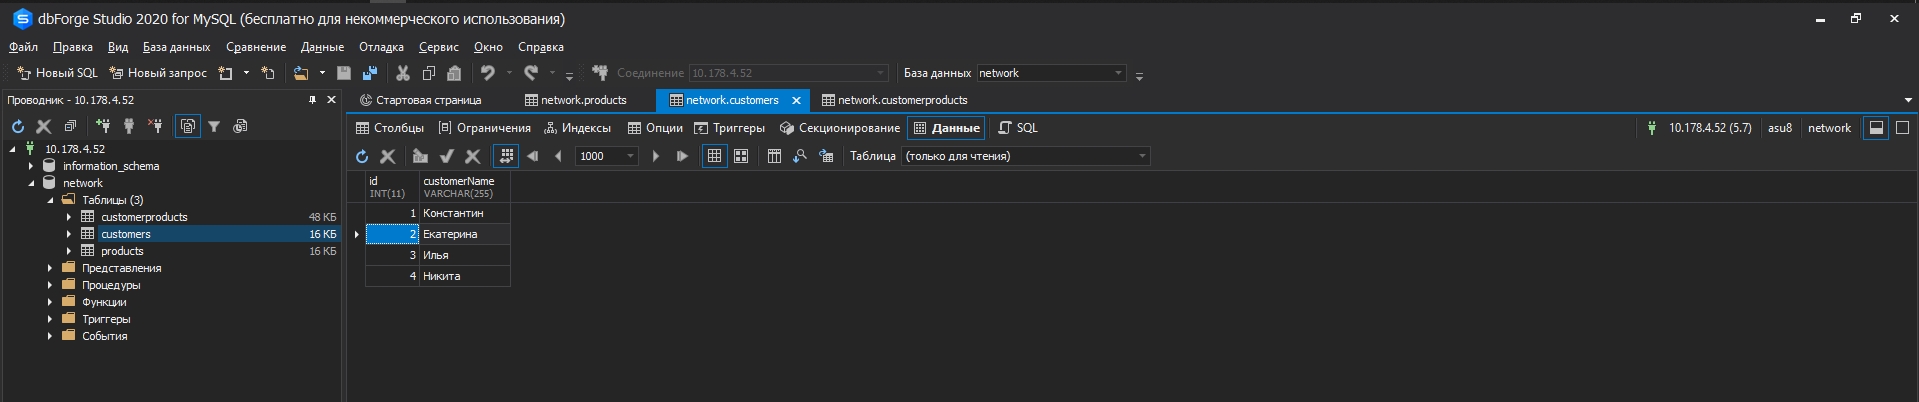 dbForge Studio 2020 for MySQL (бесплатно для некоммерческого использования)
Файл Правка Вид База данных Сравнение Данные Отладка Сервис Окно Справка
Новый SQL Новый запрос Соединение 10.178.4.52 База данных network
Проводник - 10.178.4.52
Стартовая страница network.products network.customers network.customerproducts
Столбцы Ограничения Индексы Опции Триггеры Секционирование Данные SQL 10.178.4.52 (5.7) asu8 network
1000 Таблица (только для чтения)
10.178.4.52
information_schema
network
Таблицы (3)
customerproducts 48 КБ
customers 16 КБ
products 16 КБ
Представления
Процедуры
Функции
Триггеры
События
id customerName
INT(11) VARCHAR(255)
1 Константин
2 Екатерина
3 Илья
4 Никита